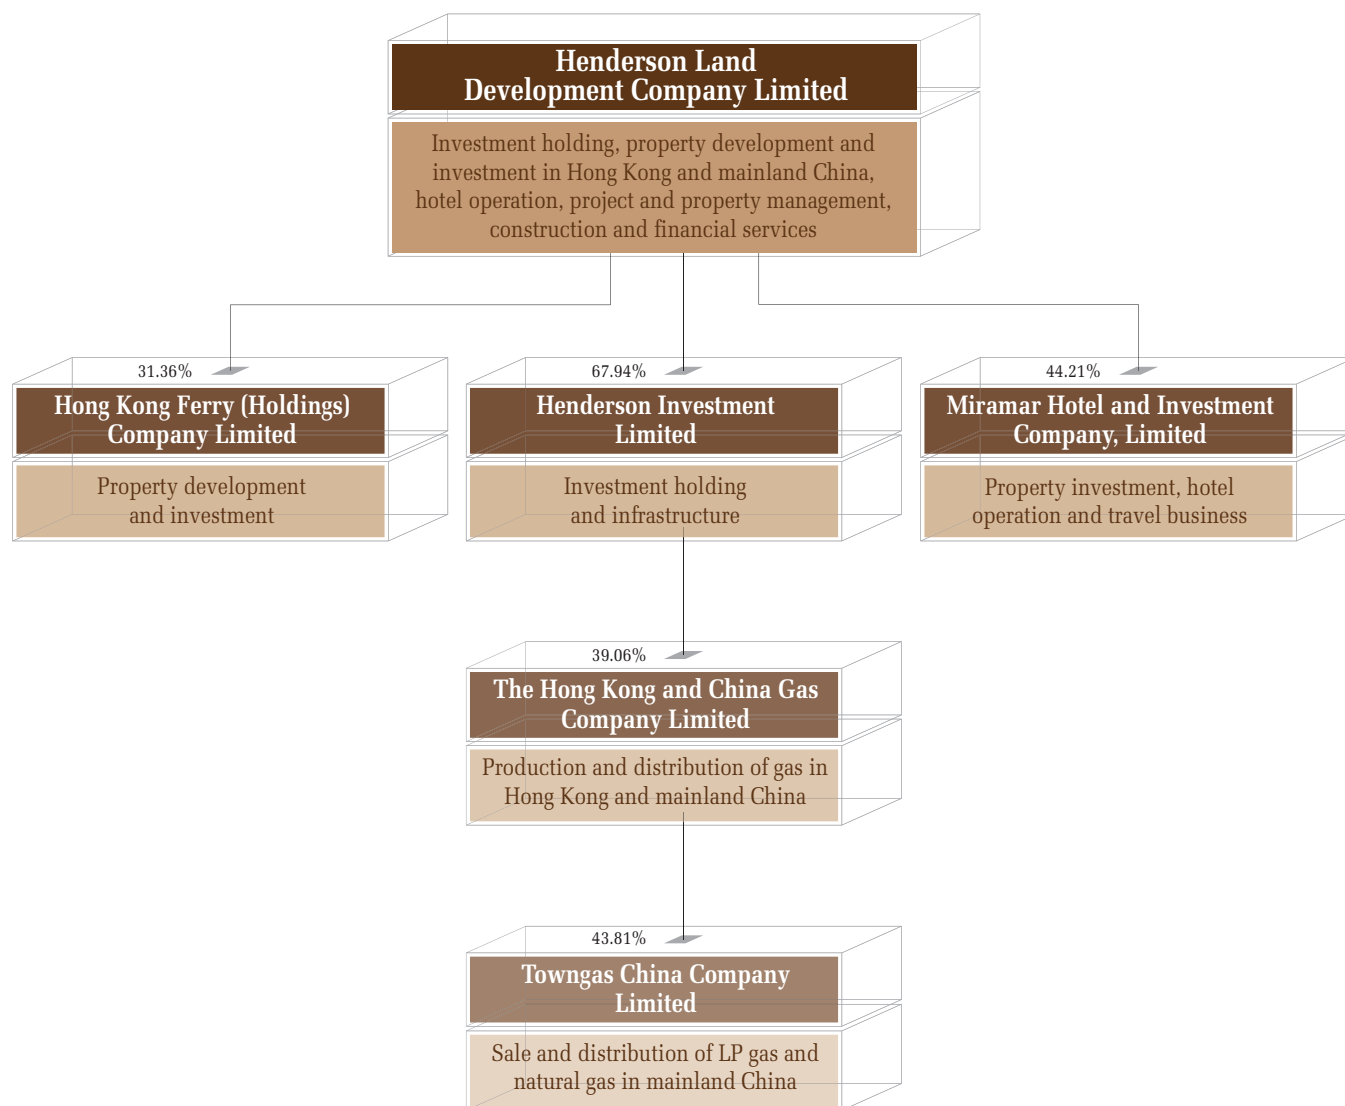 Henderson Land
Development Company Limited
Investment holding, property development and
investment in Hong Kong and mainland China,
hotel operation, project and property management,
construction and financial services
31.36%
Hong Kong Ferry (Holdings)
Company Limited
Property development
and investment
67.94%
Henderson Investment
Limited
Investment holding
and infrastructure
44.21%
Miramar Hotel and Investment
Company, Limited
Property investment, hotel
operation and travel business
39.06%
The Hong Kong and China Gas
Company Limited
Production and distribution of gas in
Hong Kong and mainland China
43.81%
Towngas China Company
Limited
Sale and distribution of LP gas and
natural gas in mainland China